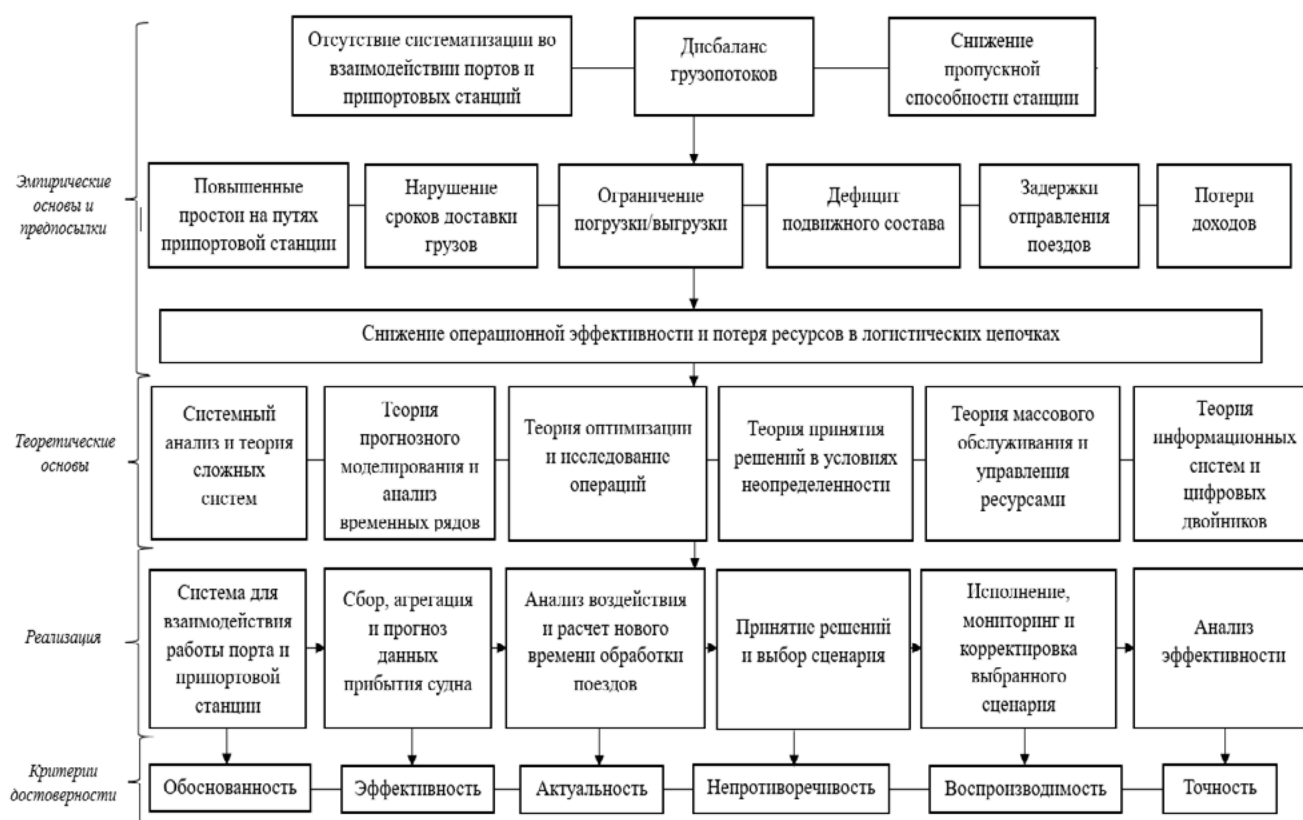 Отсутствие систематизации во
взаимодействии портов и
припортовых станций
Дисбаланс
грузопотоков
Снижение
пропускной
способности станции
Эмпирические
основы и
предпосылки
Повышенные
простои на путях
припортовой станции
Нарушение
сроков доставки
грузов
Ограничение
погрузки/выгрузки
Дефицит
подвижного состава
Задержки
отправления
поездов
Потери
доходов
Снижение операционной эффективности и потеря ресурсов в логистических цепочках
Теоретические
основы
Системный
анализ и теория
сложных
систем
Теория
прогнозного
моделирования и
анализ
временных рядов
Теория оптимизации
и исследование
операций
Теория принятия
решений в условиях
неопределенности
Теория массового
обслуживания и
управления
ресурсами
Теория
информационных
систем и
цифровых
двойников
Реализация
Система для
взаимодействия
работы порта и
припортовой
станции
Сбор, агрегация
и прогноз
данных
прибытия судна
Анализ воздействия
и расчет нового
времени обработки
поездов
Принятие решений
и выбор сценария
Исполнение,
мониторинг и
корректировка
выбранного
сценария
Анализ
эффективности
Критерии
достоверности
Обоснованность
Эффективность
Актуальность
Непротиворечивость
Воспроизводимость
Точность